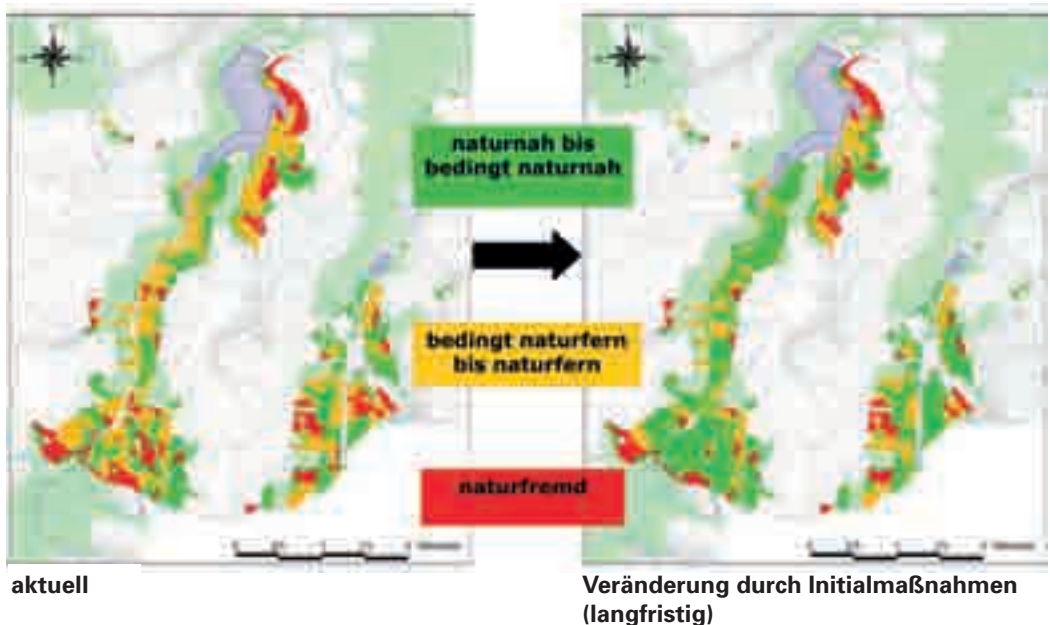 naturnah bis
bedingt naturnah
bedingt naturfern
bis naturfern
naturfremd
aktuell
Veränderung durch Initialmaßnahmen
(langfristig)